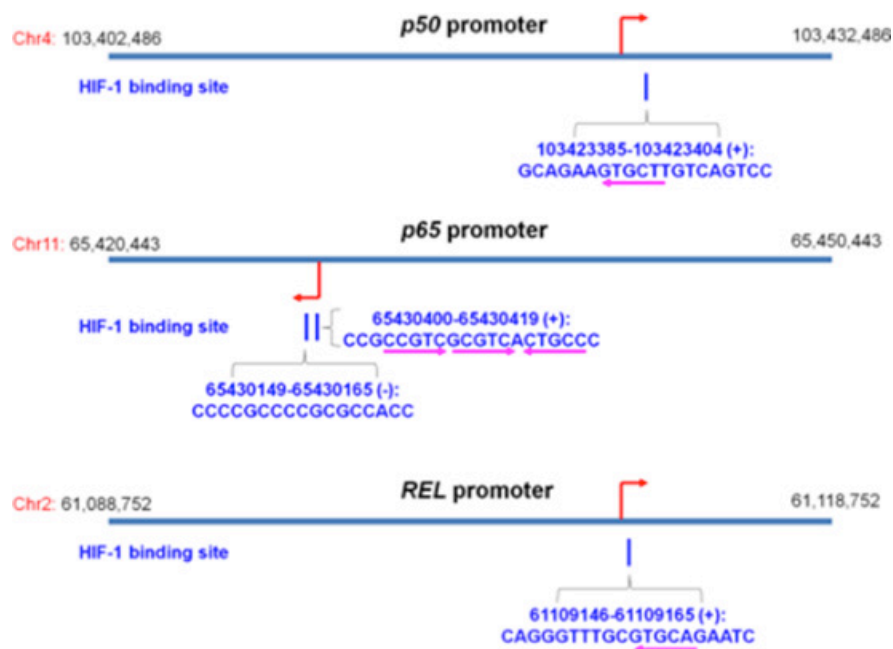 p50 promoter
Chr4: 103,402,486
103,432,486
HIF-1 binding site
103423385-103423404 (+):
GCAGAAGTGCTTGTCAGTCC
p65 promoter
Chr11: 65,420,443
65,450,443
HIF-1 binding site
65430400-65430419 (+):
CCGCCGTCGCGTCACTGCCC
65430149-65430165 (-):
CCCCGCCCCGCGCCACC
REL promoter
Chr2: 61,088,752
61,118,752
HIF-1 binding site
61109146-61109165 (+):
CAGGGTTTGCGTGCAGAATC